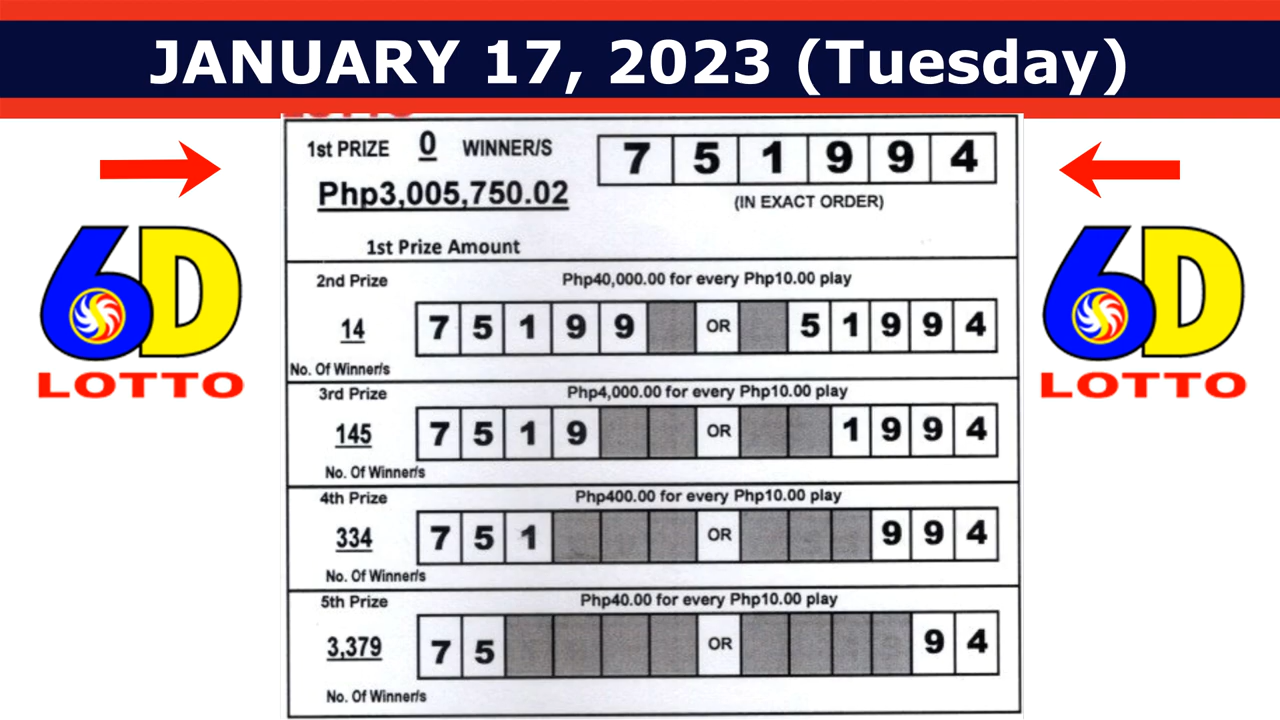 JANUARY 17, 2023 (Tuesday)
1st PRIZE 0 WINNER/S
7 5 1 9 9 4
Php3,005,750.02
(IN EXACT ORDER)
1st Prize Amount
2nd Prize
Php40,000.00 for every Php10.00 play
14
7 5 1 9 9 OR 5 1 9 9 4
No. Of Winner/s
3rd Prize
Php4,000.00 for every Php10.00 play
145
7 5 1 9 OR 1 9 9 4
No. Of Winner/s
4th Prize
Php400.00 for every Php10.00 play
334
7 5 1 OR 9 9 4
No. Of Winner/s
5th Prize
Php40.00 for every Php10.00 play
3,379
7 5 OR 9 4
No. Of Winner/s
6D
LOTTO
6D
LOTTO